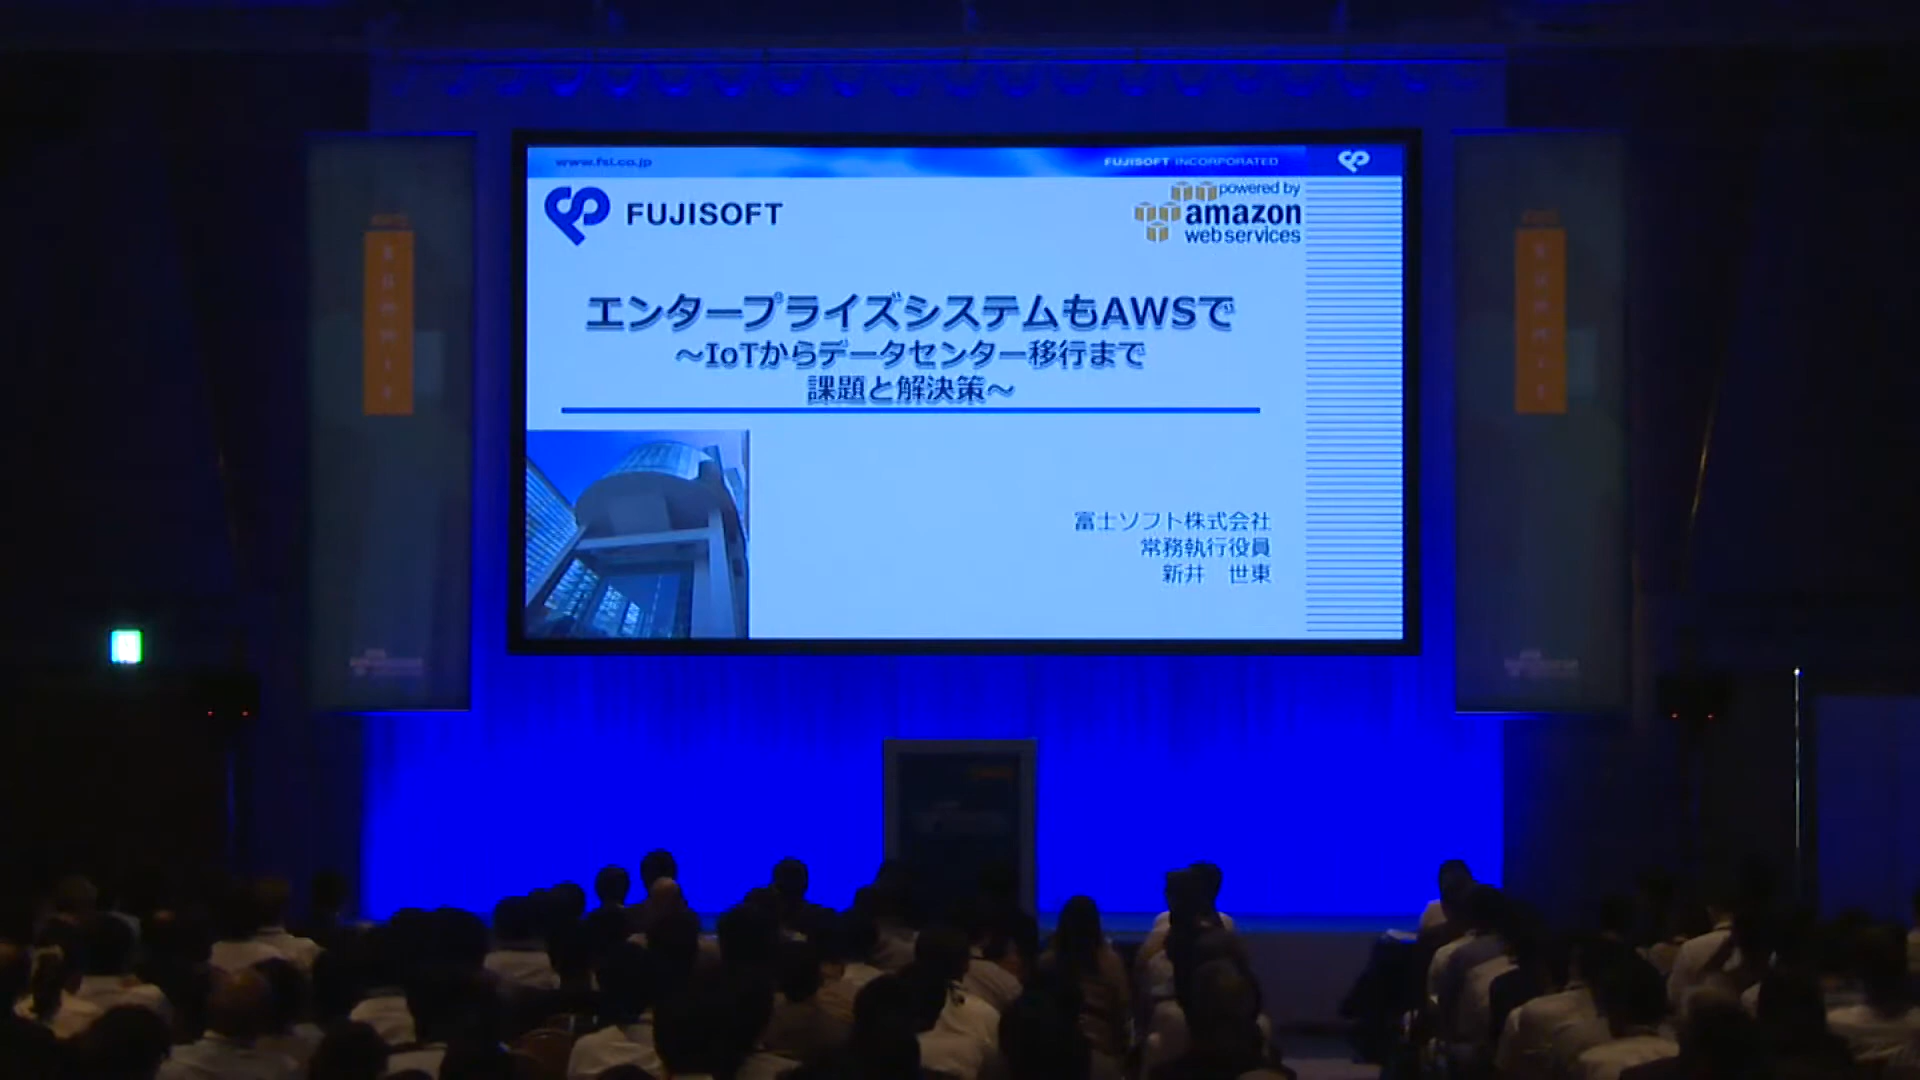 www.fsi.co.jp
FUJISOFT INCORPORATED
FUJISOFT
powered by
amazon
web services
エンタープライズシステムもAWSで
～IoTからデータセンター移行まで
課題と解決策～
富士ソフト株式会社
常務執行役員
新井　世東